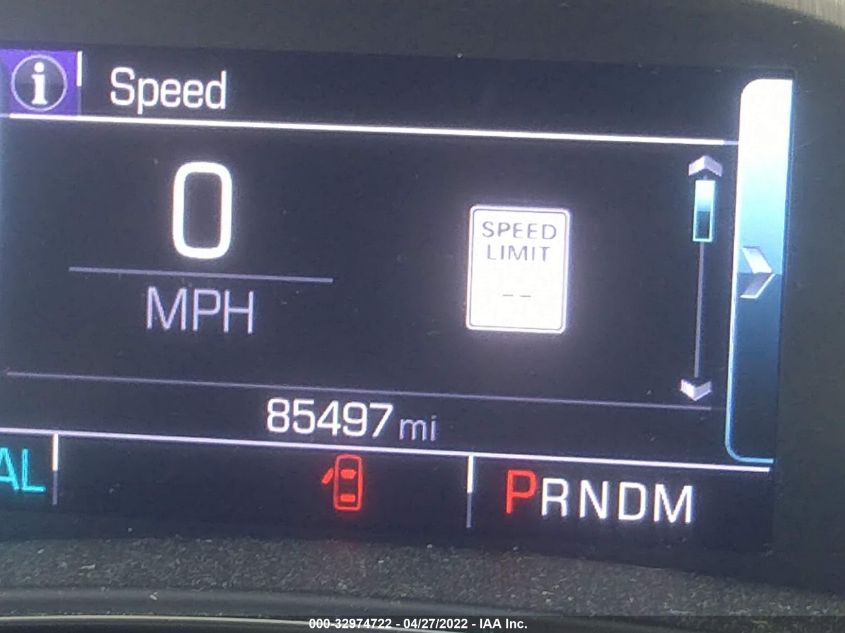 i Speed
0
MPH
SPEED
LIMIT
--
85497 mi
AL
PRNDM
000-32974722 - 04/27/2022 - IAA Inc.